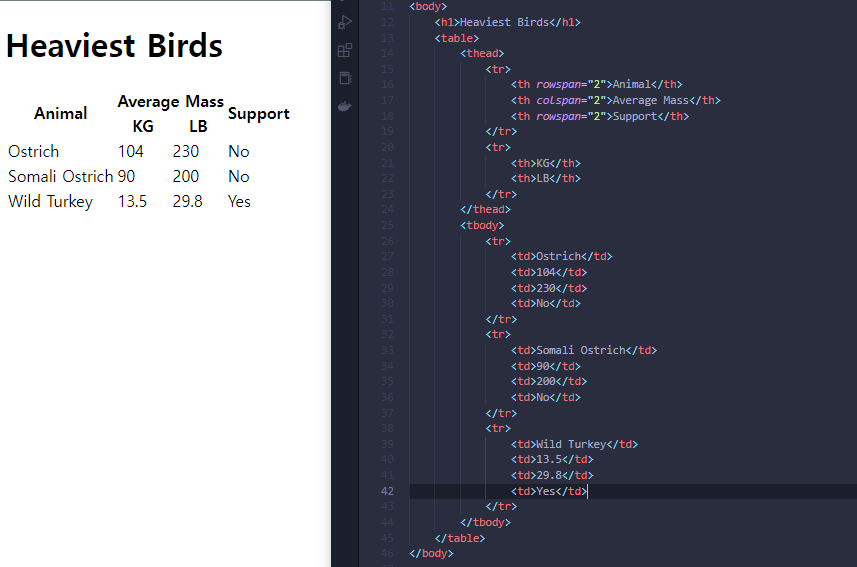 Heaviest Birds
Animal Average Mass Support
KG LB
Ostrich 104 230 No
Somali Ostrich 90 200 No
Wild Turkey 13.5 29.8 Yes
11 <body>
12 <h1>Heaviest Birds</h1>
13 <table>
14 <thead>
15 <tr>
16 <th rowspan="2">Animal</th>
17 <th colspan="2">Average Mass</th>
18 <th rowspan="2">Support</th>
19 </tr>
20 <tr>
21 <th>KG</th>
22 <th>LB</th>
23 </tr>
24 </thead>
25 <tbody>
26 <tr>
27 <td>Ostrich</td>
28 <td>104</td>
29 <td>230</td>
30 <td>No</td>
31 </tr>
32 <tr>
33 <td>Somali Ostrich</td>
34 <td>90</td>
35 <td>200</td>
36 <td>No</td>
37 </tr>
38 <tr>
39 <td>Wild Turkey</td>
40 <td>13.5</td>
41 <td>29.8</td>
42 <td>Yes</td>
43 </tr>
44 </tbody>
45 </table>
46 </body>